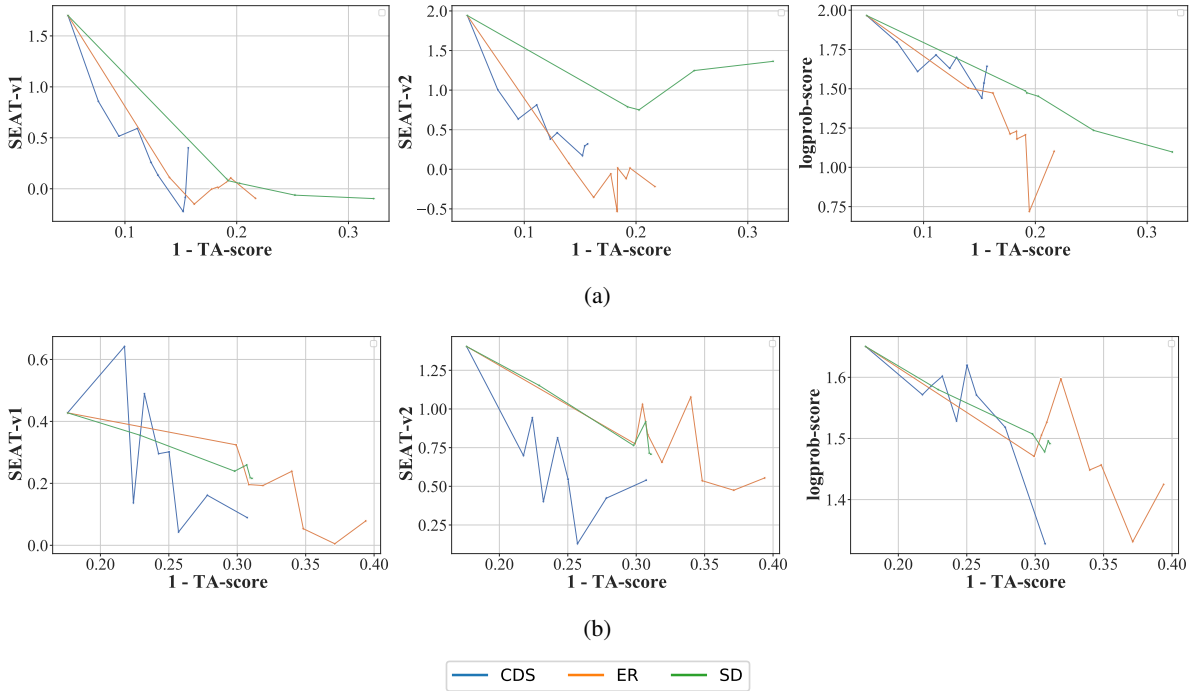 1.5
1.0
0.5
0.0
SEAT-v1
0.1 0.2 0.3
1 - TA-score
2.0
1.5
1.0
0.5
0.0
−0.5
SEAT-v2
0.1 0.2 0.3
1 - TA-score
2.00
1.75
1.50
1.25
1.00
0.75
logprob-score
0.1 0.2 0.3
1 - TA-score
(a)
0.6
0.4
0.2
0.0
SEAT-v1
0.20 0.25 0.30 0.35 0.40
1 - TA-score
1.25
1.00
0.75
0.50
0.25
SEAT-v2
0.20 0.25 0.30 0.35 0.40
1 - TA-score
1.6
1.5
1.4
logprob-score
0.20 0.25 0.30 0.35 0.40
1 - TA-score
(b)
CDS ER SD